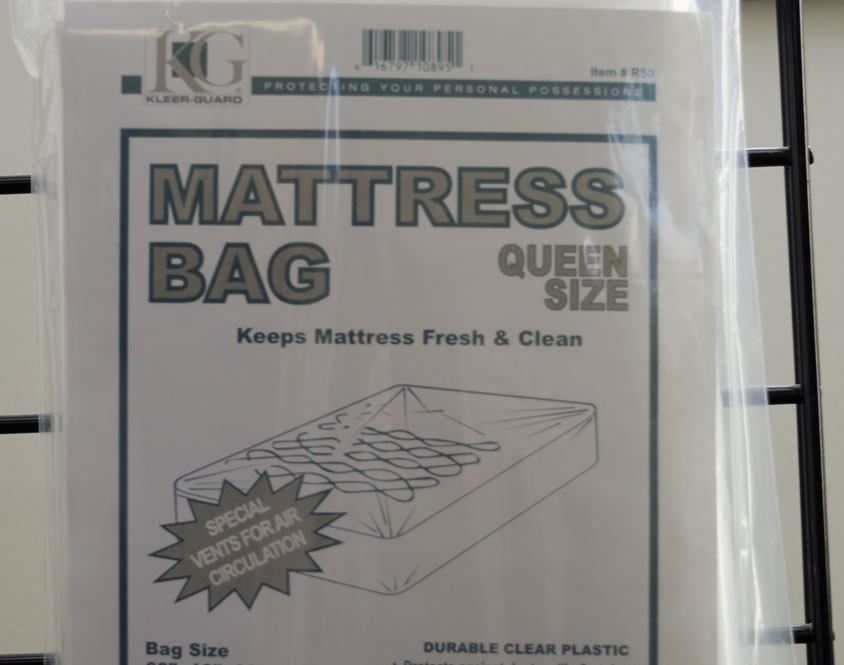 KG
KLEER-GUARD
PROTECTING YOUR PERSONAL POSSESSIONS
Item # R50
MATTRESS
BAG
QUEEN
SIZE
Keeps Mattress Fresh & Clean
SPECIAL
VENTS FOR AIR
CIRCULATION
Bag Size
DURABLE CLEAR PLASTIC